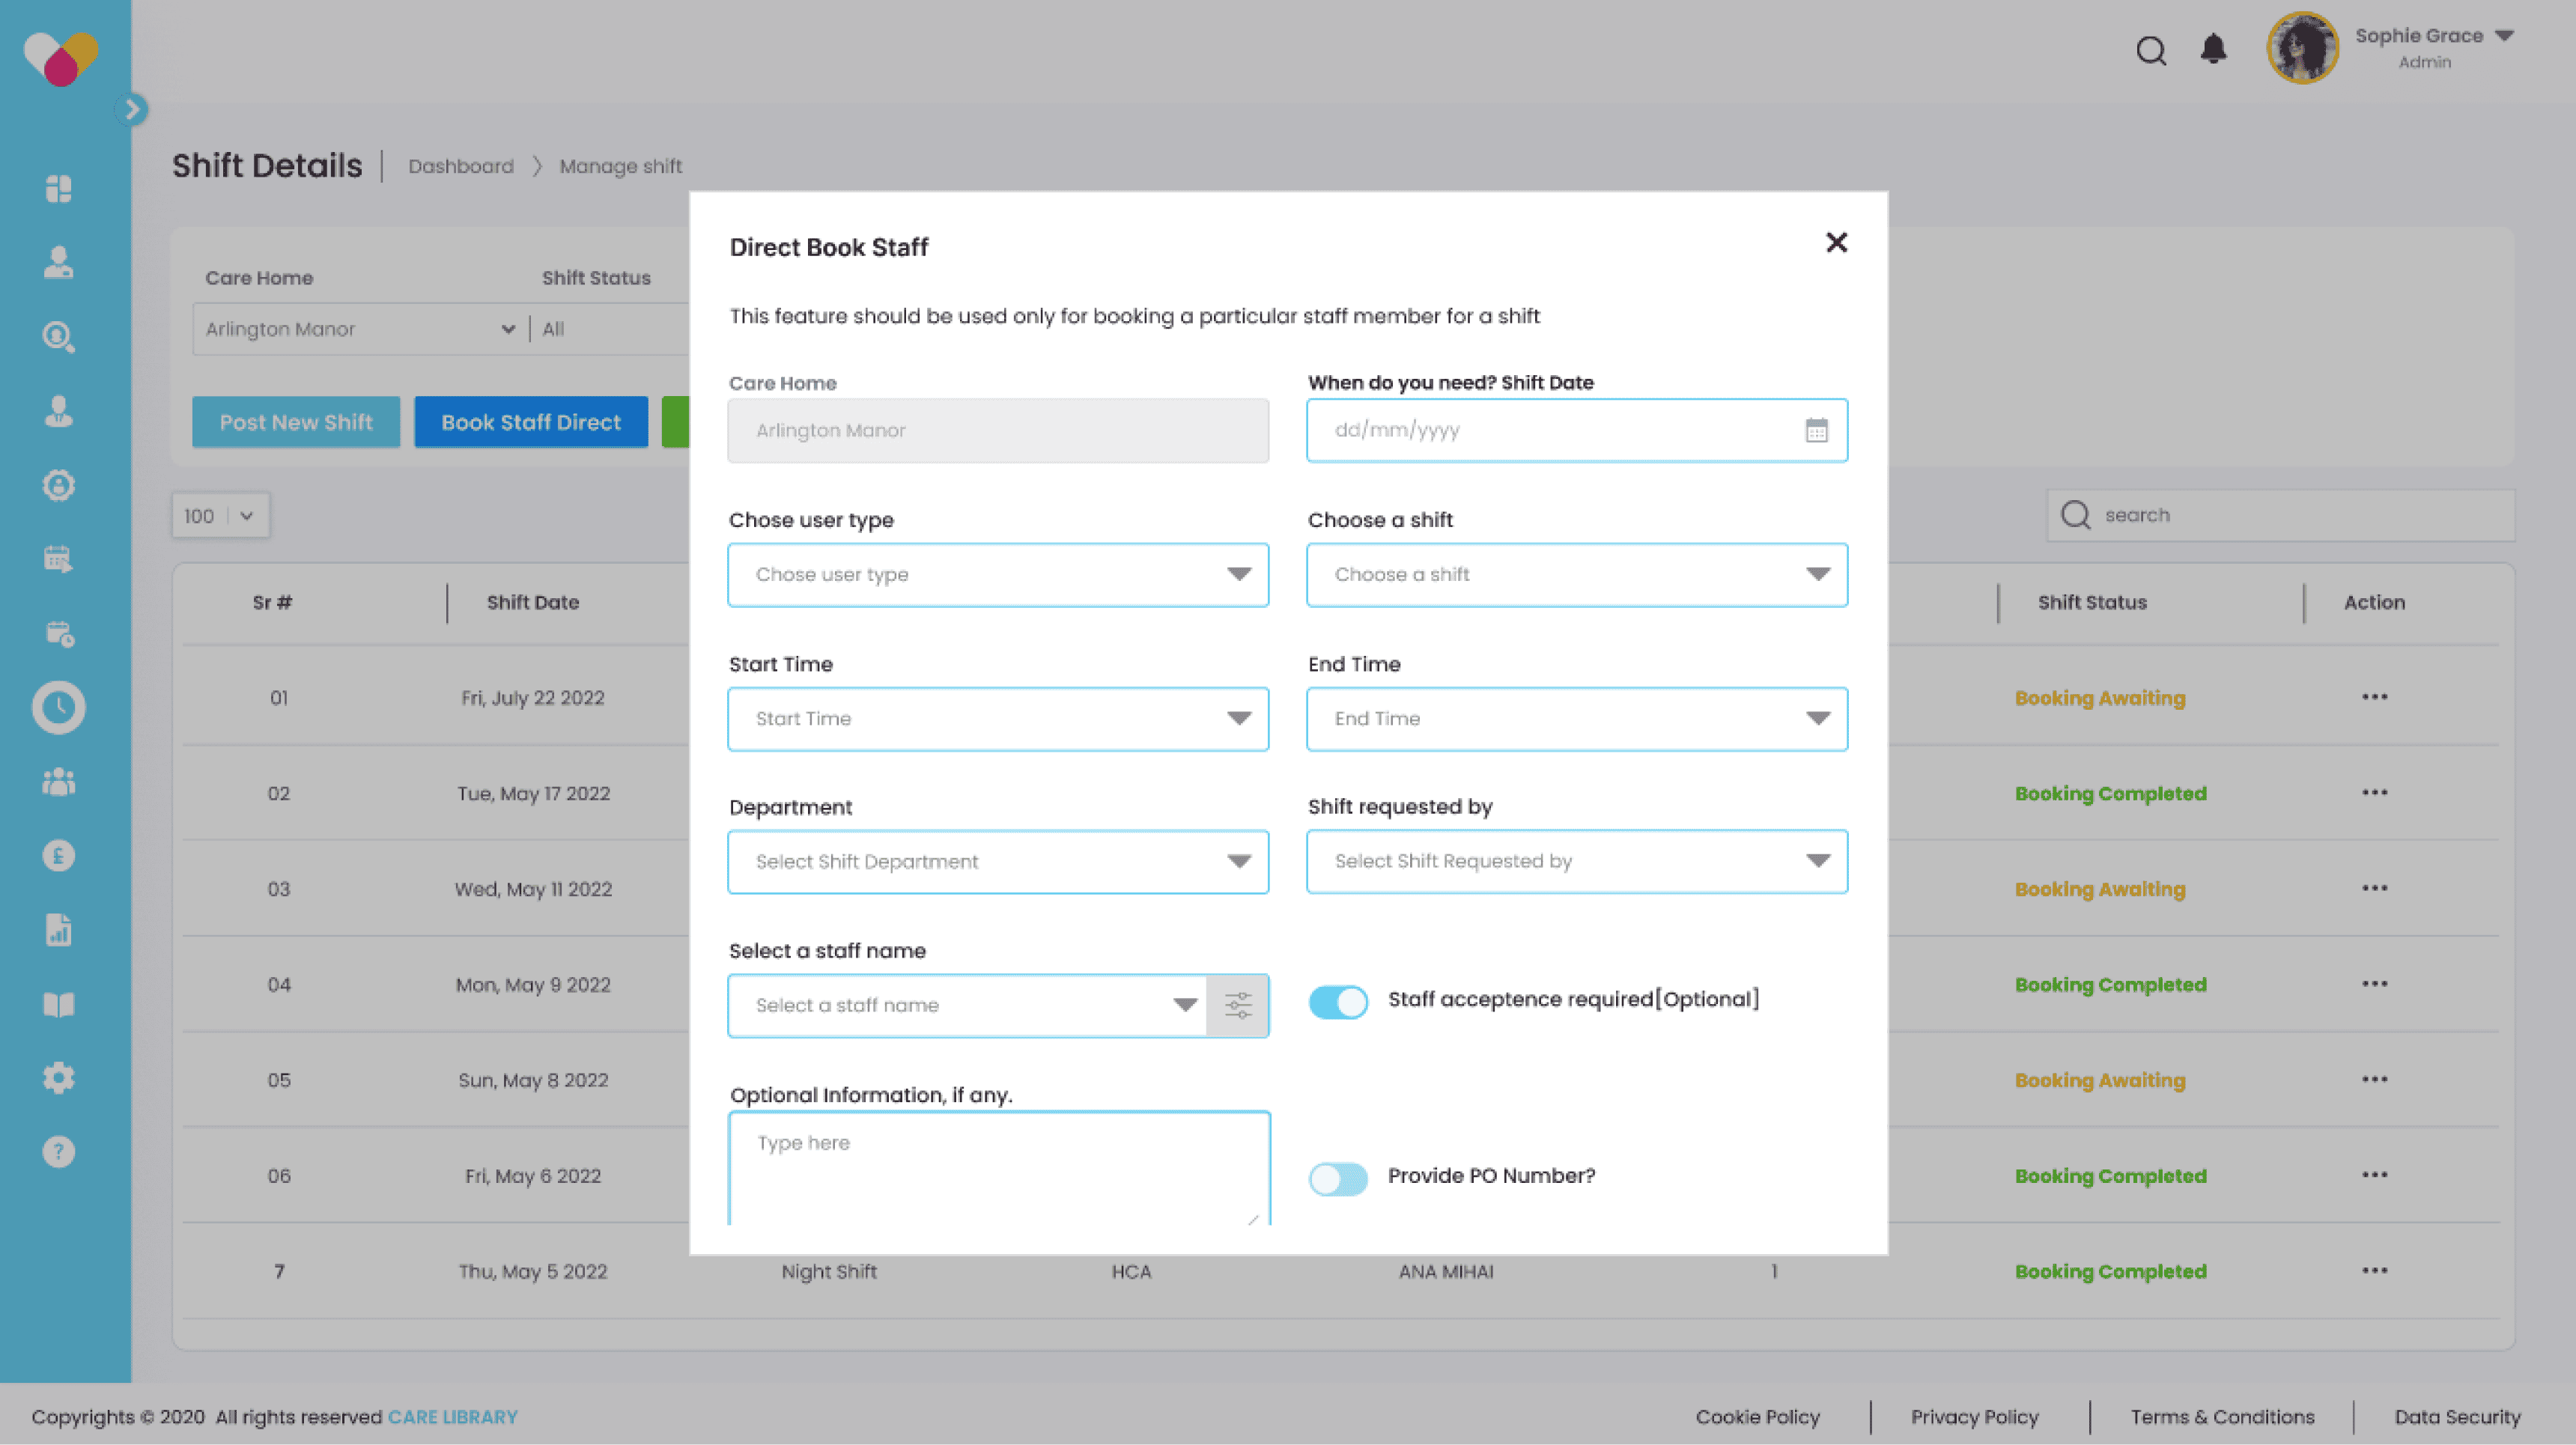 Sophie Grace
Admin
Shift Details
Dashboard
Manage shift
Direct Book Staff
This feature should be used only for booking a particular staff member for a shift
Care Home
Shift Status
Arlington Manor
All
Post New Shift
Book Staff Direct
Care Home
When do you need? Shift Date
Arlington Manor
dd/mm/yyyy
Chose user type
Choose a shift
Chose user type
Choose a shift
Start Time
End Time
Start Time
End Time
Department
Shift requested by
Select Shift Department
Select Shift Requested by
Select a staff name
Select a staff name
Staff acceptence required[Optional]
Optional Information, if any.
Type here
Provide PO Number?
100
search
Sr #
Shift Date
Shift Status
Action
01
Fri, July 22 2022
Booking Awaiting
02
Tue, May 17 2022
Booking Completed
03
Wed, May 11 2022
Booking Awaiting
04
Mon, May 9 2022
Booking Completed
05
Sun, May 8 2022
Booking Awaiting
06
Fri, May 6 2022
Booking Completed
7
Thu, May 5 2022
Night Shift
HCA
ANA MIHAI
1
Booking Completed
Copyrights © 2020 All rights reserved CARE LIBRARY
Cookie Policy
Privacy Policy
Terms & Conditions
Data Security